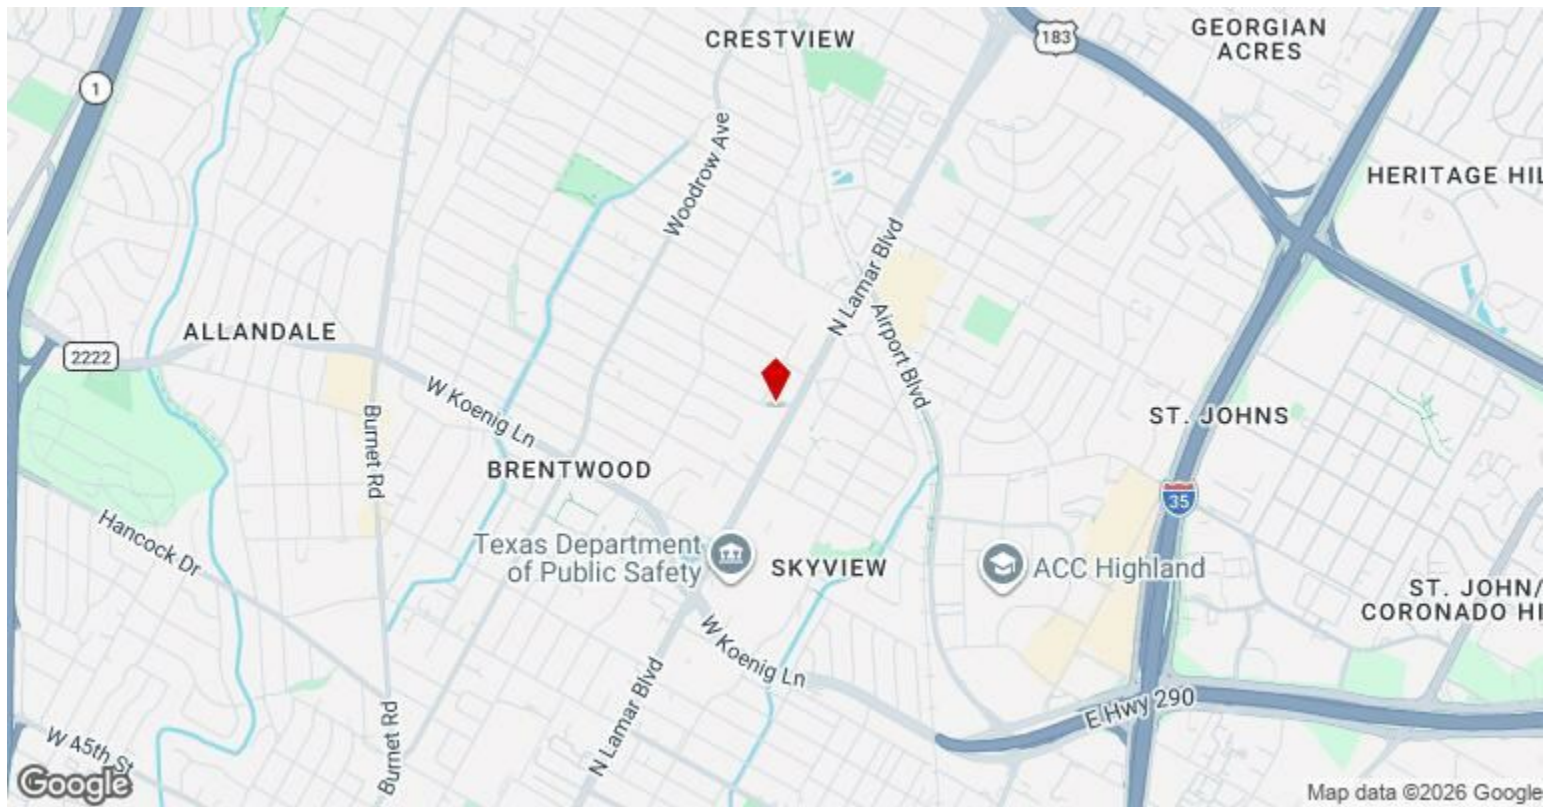 CRESTVIEW
183
GEORGIAN
ACRES
1
Woodrow Ave
HERITAGE HIL
N Lamar Blvd
ALLANDALE
2222
Airport Blvd
W Koenig Ln
Burnet Rd
ST. JOHNS
BRENTWOOD
35
Hancock Dr
Texas Department
of Public Safety
SKYVIEW
ACC Highland
ST. JOHN/
CORONADO HI
W Koenig Ln
N Lamar Blvd
E Hwy 290
Burnet Rd
W 45th St
Google
Map data ©2026 Google